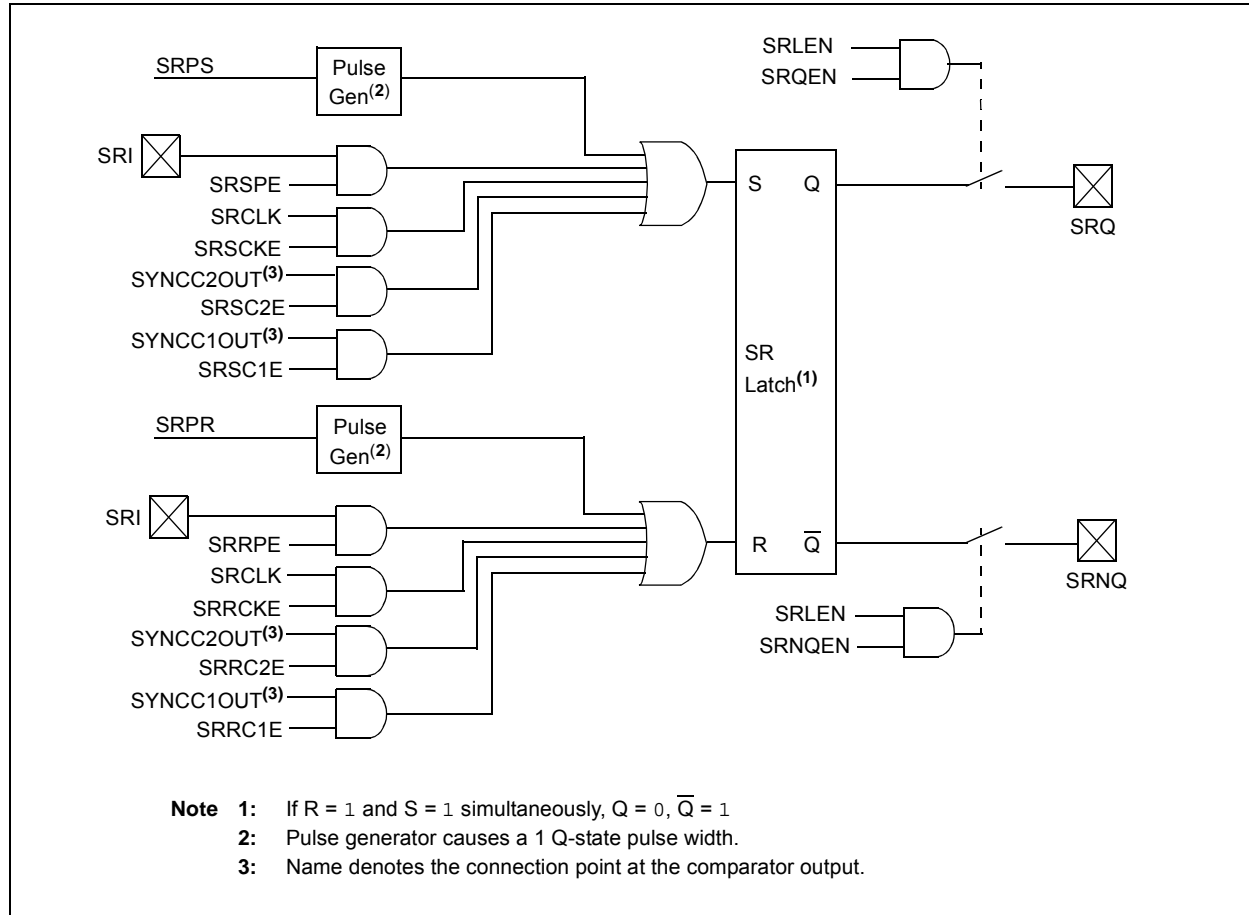 SRLEN
SRQEN
SRPS
Pulse
Gen(2)
SRI
SRSPE
SRCLK
SRSCKE
SYNCC2OUT(3)
SRSC2E
SYNCC1OUT(3)
SRSC1E
S Q
SRQ
SR
Latch(1)
SRPR
Pulse
Gen(2)
SRI
SRRPE
SRCLK
SRRCKE
SYNCC2OUT(3)
SRRC2E
SYNCC1OUT(3)
SRRC1E
R Q̅
SRNQ
SRLEN
SRNQEN
Note 1: If R = 1 and S = 1 simultaneously, Q = 0, Q̅ = 1
2: Pulse generator causes a 1 Q-state pulse width.
3: Name denotes the connection point at the comparator output.